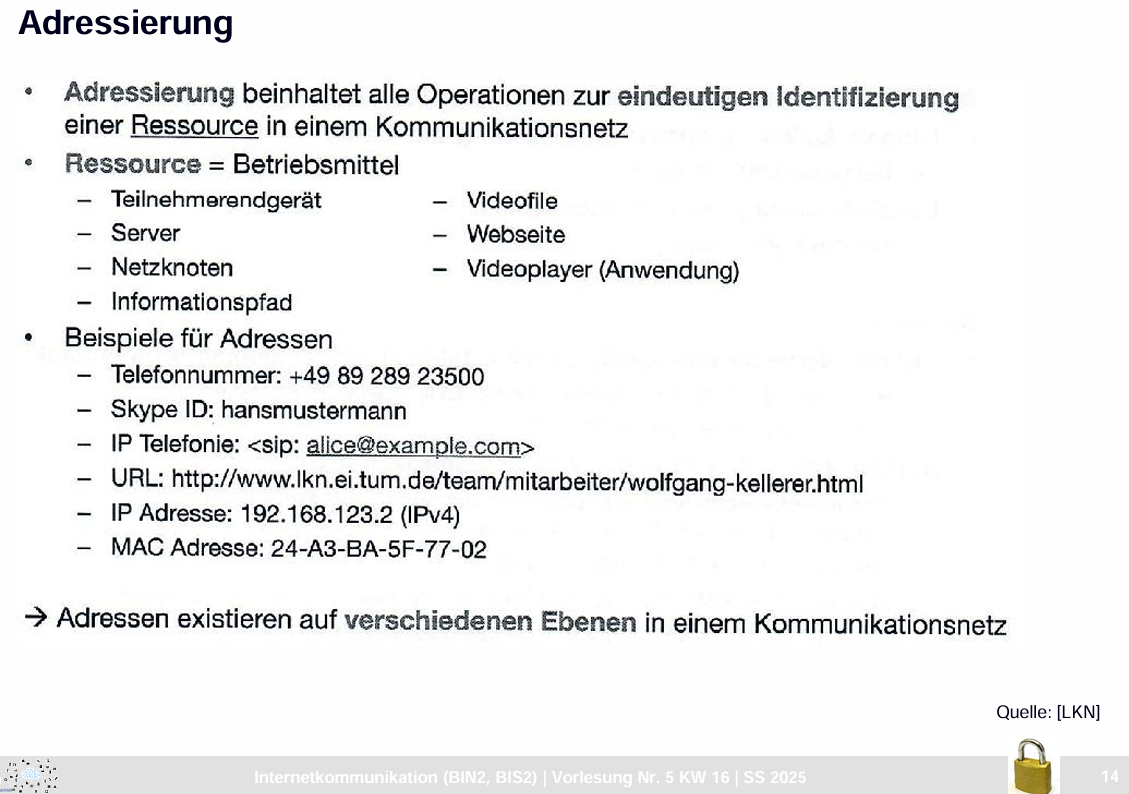 Adressierung
• Adressierung beinhaltet alle Operationen zur eindeutigen Identifizierung
einer Ressource in einem Kommunikationsnetz
• Ressource = Betriebsmittel
– Teilnehmerendgerät
– Server
– Netzknoten
– Informationspfad
– Videofile
– Webseite
– Videoplayer (Anwendung)
• Beispiele für Adressen
– Telefonnummer: +49 89 289 23500
– Skype ID: hansmustermann
– IP Telefonie: <sip: alice@example.com>
– URL: http://www.lkn.ei.tum.de/team/mitarbeiter/wolfgang-kellerer.html
– IP Adresse: 192.168.123.2 (IPv4)
– MAC Adresse: 24-A3-BA-5F-77-02
→ Adressen existieren auf verschiedenen Ebenen in einem Kommunikationsnetz
Quelle: [LKN]
Internetkommunikation (BIN2, BIS2) | Vorlesung Nr. 5 KW 16 | SS 2025
14